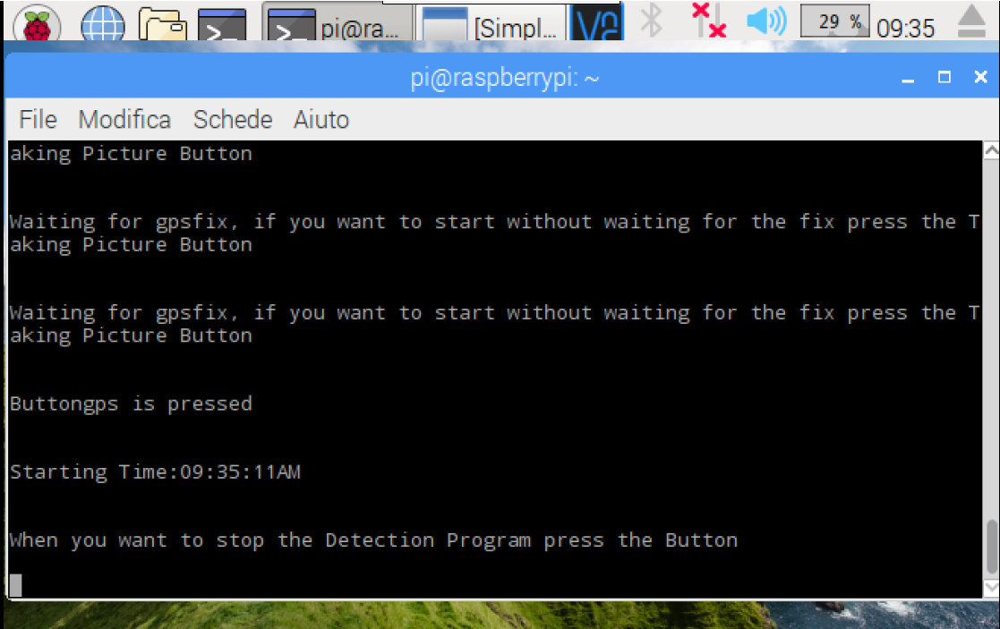 pi@ra...
[Simpl...
29 %
09:35
pi@raspberrypi: ~
File Modifica Schede Aiuto
aking Picture Button
Waiting for gpsfix, if you want to start without waiting for the fix press the T
aking Picture Button
Waiting for gpsfix, if you want to start without waiting for the fix press the T
aking Picture Button
Buttongps is pressed
Starting Time:09:35:11AM
When you want to stop the Detection Program press the Button